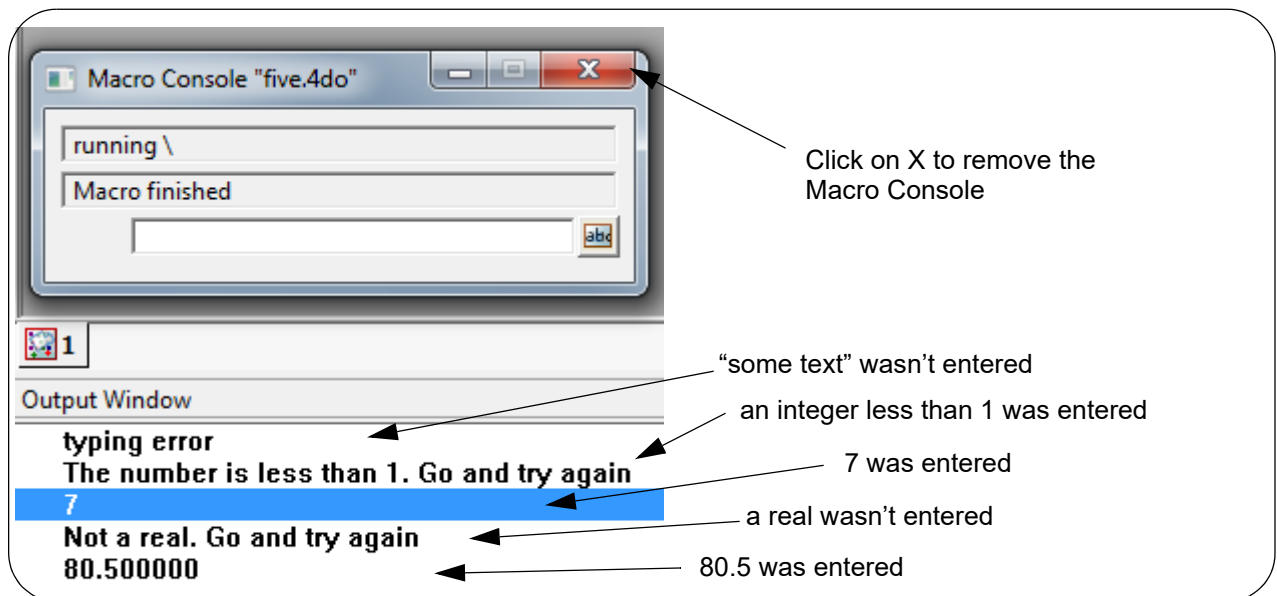 Macro Console "five.4do"
running \
Macro finished
abc
Click on X to remove the
Macro Console
1
Output Window
“some text” wasn’t entered
an integer less than 1 was entered
7 was entered
a real wasn’t entered
80.5 was entered
typing error
The number is less than 1. Go and try again
7
Not a real. Go and try again
80.500000